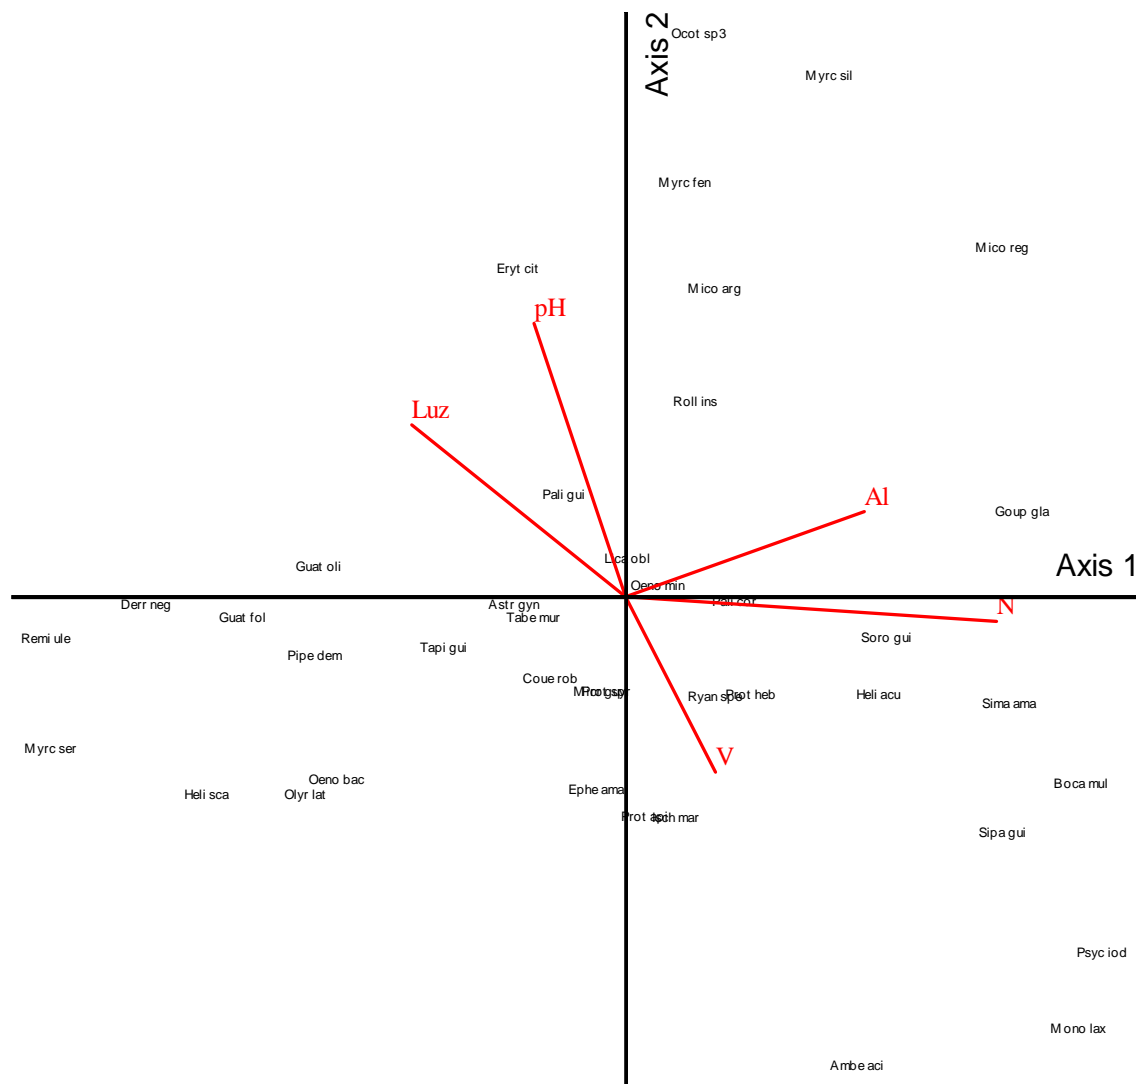 Axis 2
Ocot sp3
Myrc sil
Myrc fen
Mico reg
Eryt cit
Mico arg
pH
Roll ins
Luz
Pali gui
Al
Goup gla
Lica obl
Guat oli
Axis 1
Oeno min
Pali cor
N
Derr neg
Astr gyn
Guat fol
Tabe mur
Remi ule
Soro gui
Tapi gui
Pipe dem
Coue rob
Ryan spe
Prot heb
Heli acu
Sima ama
Myrc ser
V
Oeno bac
Boca mul
Heli sca
Olyr lat
Ephe ama
Prot api
Isch mar
Sipa gui
Psyc iod
Mono lax
Ambe aci